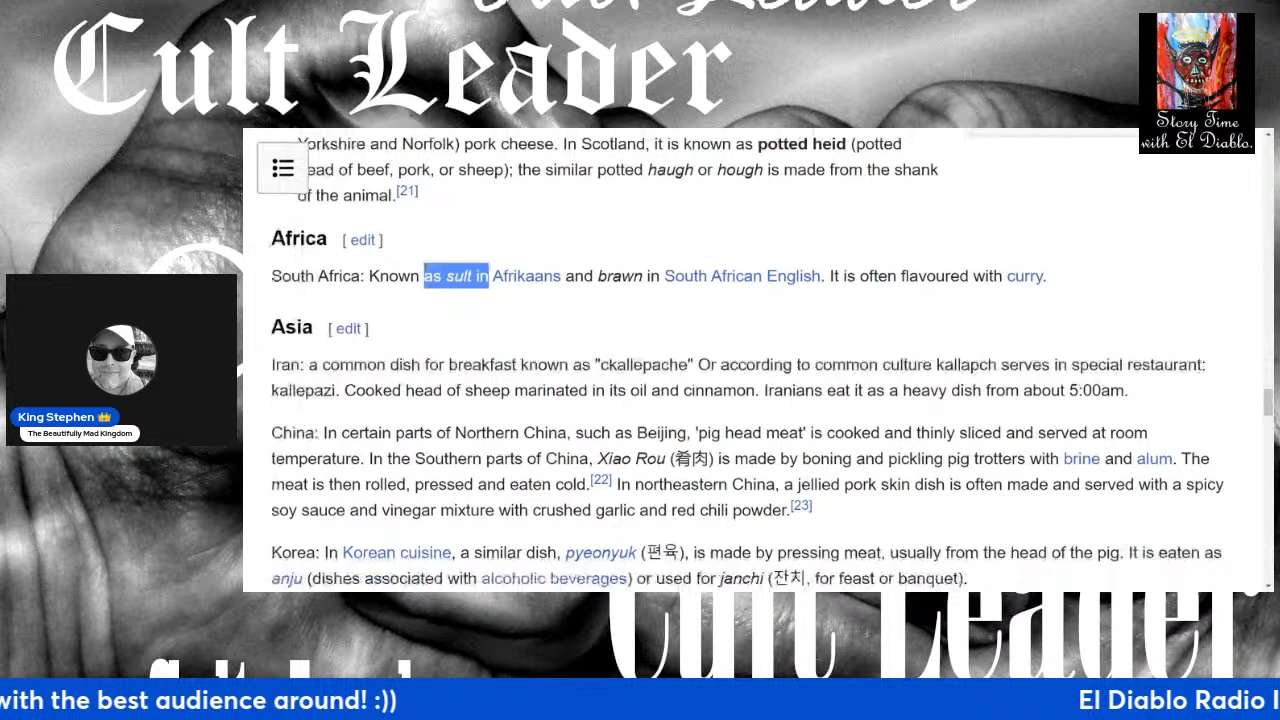 Cult Leader
Cult Leader
Story Time
with El Diablo.
Yorkshire and Norfolk) pork cheese. In Scotland, it is known as potted heid (potted
head of beef, pork, or sheep); the similar potted haugh or hough is made from the shank
of the animal.[21]
Africa [ edit ]
South Africa: Known as sult in Afrikaans and brawn in South African English. It is often flavoured with curry.
Asia [ edit ]
Iran: a common dish for breakfast known as "ckallepache" Or according to common culture kallapch serves in special restaurant:
kallepazi. Cooked head of sheep marinated in its oil and cinnamon. Iranians eat it as a heavy dish from about 5:00am.
China: In certain parts of Northern China, such as Beijing, 'pig head meat' is cooked and thinly sliced and served at room
temperature. In the Southern parts of China, Xiao Rou (肴肉) is made by boning and pickling pig trotters with brine and alum. The
meat is then rolled, pressed and eaten cold.[22] In northeastern China, a jellied pork skin dish is often made and served with a spicy
soy sauce and vinegar mixture with crushed garlic and red chili powder.[23]
Korea: In Korean cuisine, a similar dish, pyeonyuk (편육), is made by pressing meat, usually from the head of the pig. It is eaten as
anju (dishes associated with alcoholic beverages) or used for janchi (잔치, for feast or banquet).
King Stephen 👑
The Beautifully Mad Kingdom
Cult Leader
with the best audience around! :))
El Diablo Radio